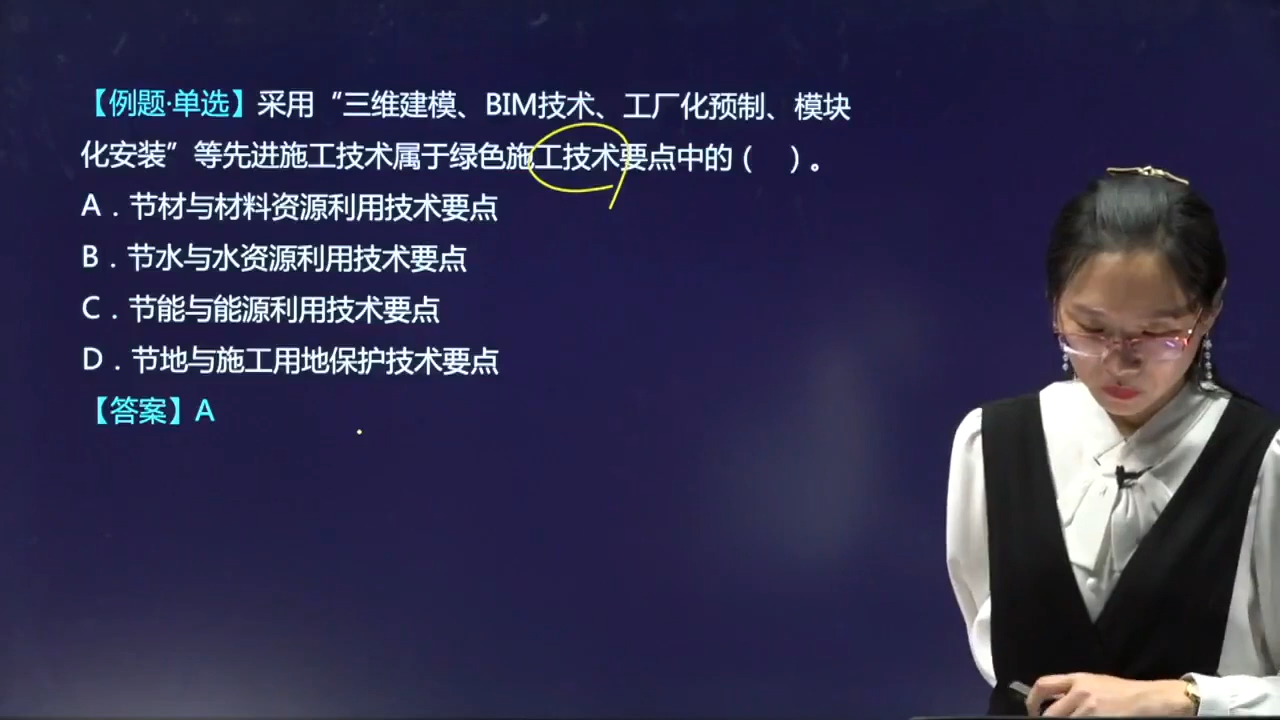 【例题·单选】采用“三维建模、BIM技术、工厂化预制、模块
化安装”等先进施工技术属于绿色施工技术要点中的（ ）。
A．节材与材料资源利用技术要点
B．节水与水资源利用技术要点
C．节能与能源利用技术要点
D．节地与施工用地保护技术要点
【答案】A